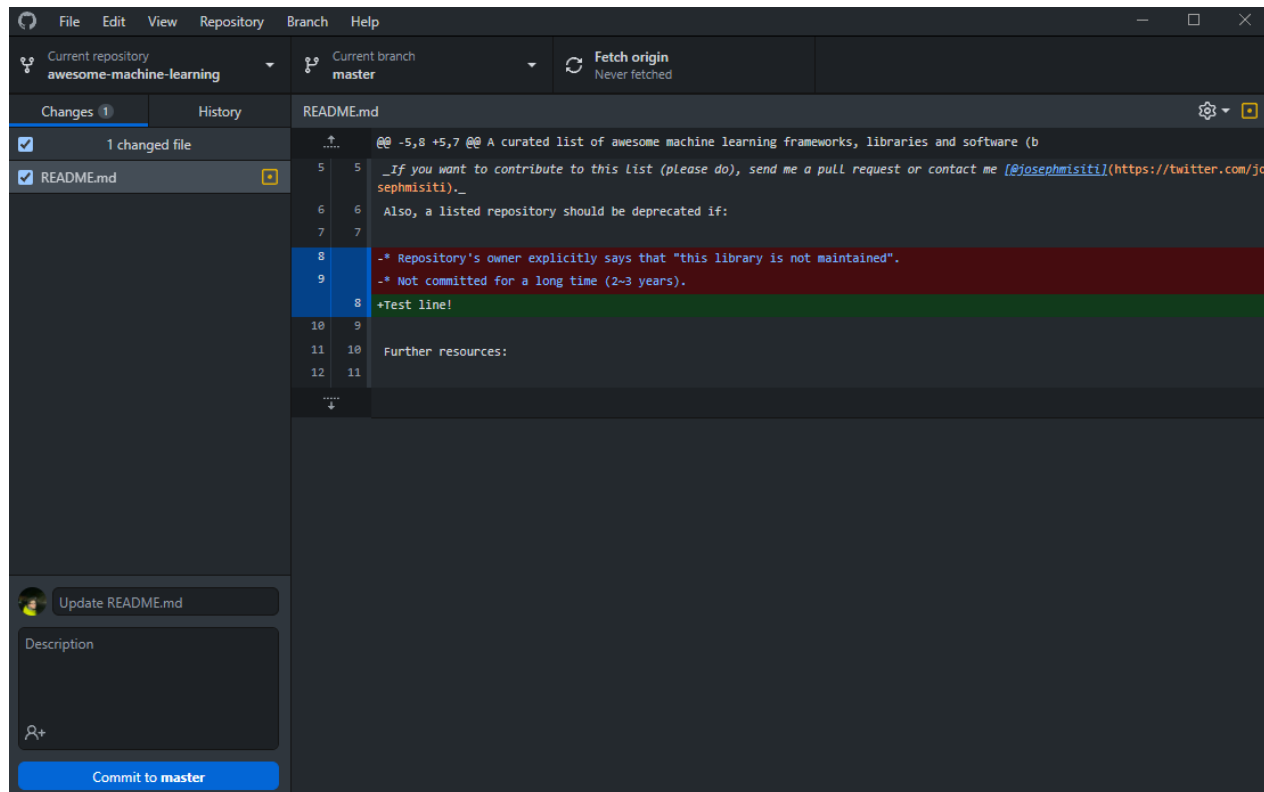 File Edit View Repository Branch Help
Current repository
awesome-machine-learning
Current branch
master
Fetch origin
Never fetched
Changes 1 History
1 changed file
README.md
README.md
@@ -5,8 +5,7 @@ A curated list of awesome machine learning frameworks, libraries and software (b
5 5 _If you want to contribute to this list (please do), send me a pull request or contact me [@josephmisiti](https://twitter.com/jo
sephmisiti)._
6 6 Also, a listed repository should be deprecated if:
7 7
8 -* Repository's owner explicitly says that "this library is not maintained".
9 -* Not committed for a long time (2~3 years).
8 +Test line!
10 9
11 10 Further resources:
12 11
Update README.md
Description
Commit to master